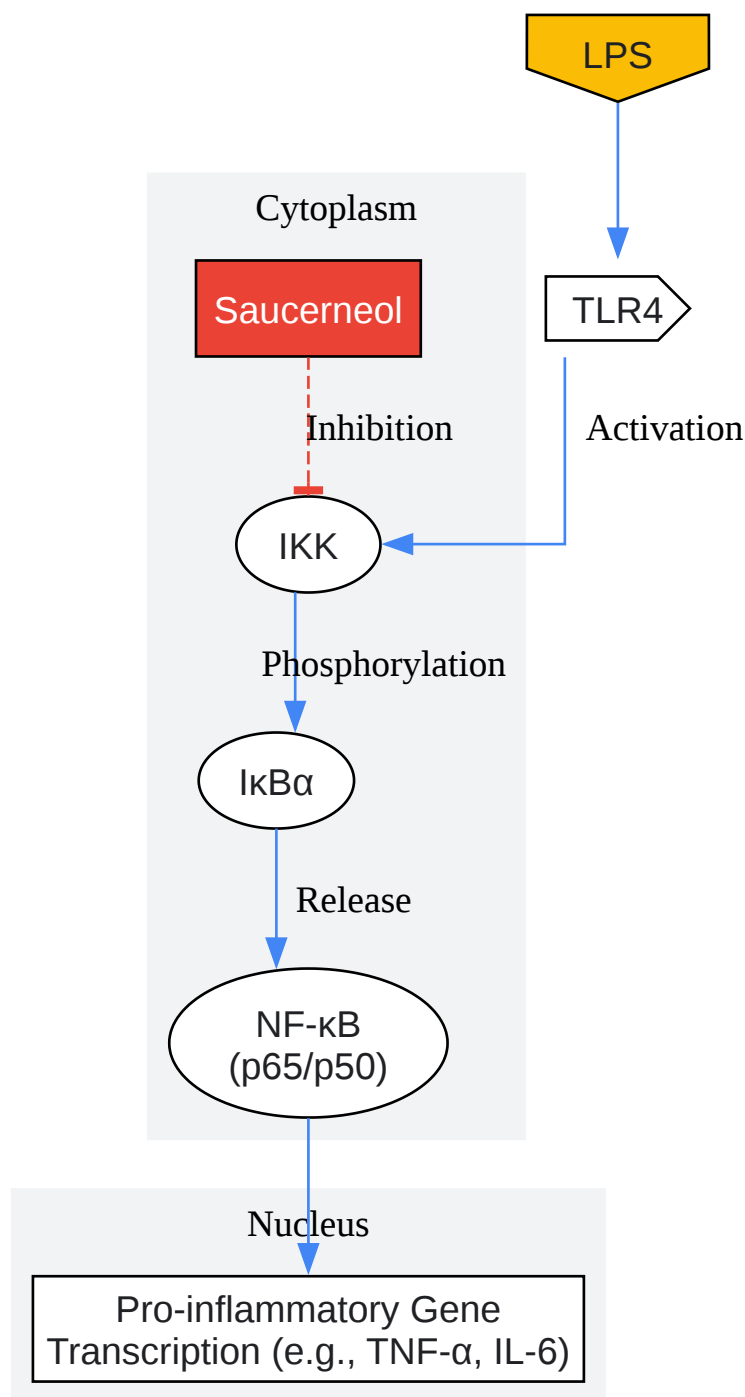 LPS
Cytoplasm
Saucerneol
TLR4
Inhibition
Activation
IKK
Phosphorylation
IκBα
Release
NF-κB
(p65/p50)
Nucleus
Pro-inflammatory Gene
Transcription (e.g., TNF-α, IL-6)